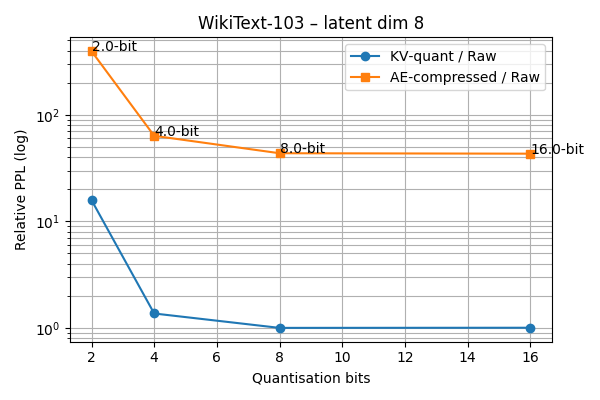 WikiText-103 – latent dim 8
Relative PPL (log)
10²
10¹
10⁰
2.0-bit
4.0-bit
8.0-bit
16.0-bit
KV-quant / Raw
AE-compressed / Raw
2 4 6 8 10 12 14 16
Quantisation bits